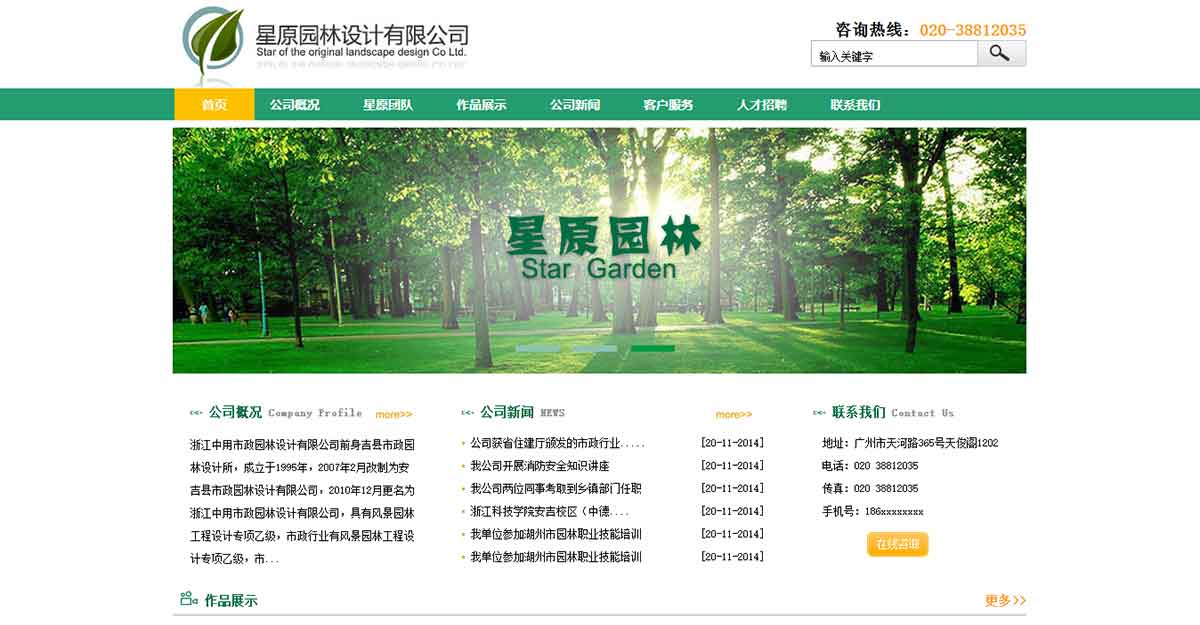 星原园林设计有限公司
Star of the original landscape design Co Ltd.
咨询热线：020-38812035
输入关键字
首页 公司概况 星原团队 作品展示 公司新闻 客户服务 人才招聘 联系我们
星原园林
Star Garden
公司概况 Company Profile more>>
浙江中用市政园林设计有限公司前身吉县市政园
林设计所，成立于1995年，2007年2月改制为安
吉县市政园林设计有限公司，2010年12月更名为
浙江中用市政园林设计有限公司，具有风景园林
工程设计专项乙级，市政行业有风景园林工程设
计专项乙级，市...
公司新闻 NEWS more>>
公司获省住建厅颁发的市政行业..... [20-11-2014]
我公司开展消防安全知识讲座 [20-11-2014]
我公司两位同事考取到乡镇部门任职 [20-11-2014]
浙江科技学院安吉校区（中德.... [20-11-2014]
我单位参加湖州市园林职业技能培训 [20-11-2014]
我单位参加湖州市园林职业技能培训 [20-11-2014]
联系我们 Contact Us
地址：广州市天河路365号天俊阁1202
电话：020 38812035
传真：020 38812035
手机号：186xxxxxxxx
在线咨询
作品展示 更多>>